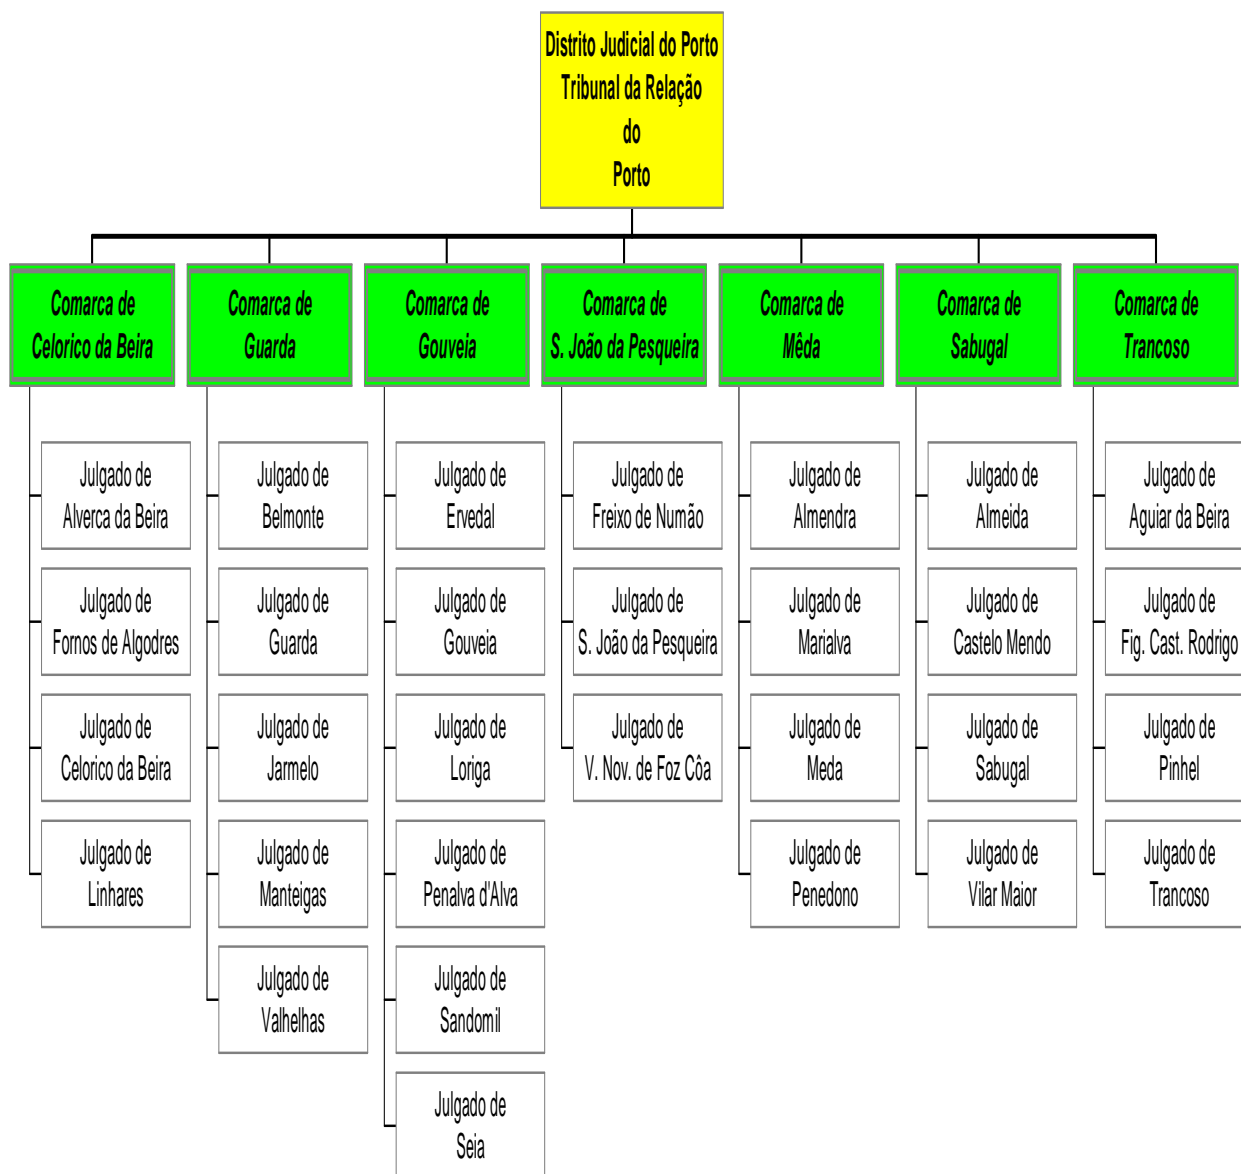 Distrito Judicial do Porto
Tribunal da Relação
do
Porto
Comarca de
Celorico da Beira
Comarca de
Guarda
Comarca de
Gouveia
Comarca de
S. João da Pesqueira
Comarca de
Mêda
Comarca de
Sabugal
Comarca de
Trancoso
Julgado de
Alverca da Beira
Julgado de
Fornos de Algodres
Julgado de
Celorico da Beira
Julgado de
Linhares
Julgado de
Belmonte
Julgado de
Guarda
Julgado de
Jarmelo
Julgado de
Manteigas
Julgado de
Valhelhas
Julgado de
Ervedal
Julgado de
Gouveia
Julgado de
Loriga
Julgado de
Penalva d'Alva
Julgado de
Sandomil
Julgado de
Seia
Julgado de
Freixo de Numão
Julgado de
S. João da Pesqueira
Julgado de
V. Nov. de Foz Côa
Julgado de
Almendra
Julgado de
Marialva
Julgado de
Meda
Julgado de
Penedono
Julgado de
Almeida
Julgado de
Castelo Mendo
Julgado de
Sabugal
Julgado de
Vilar Maior
Julgado de
Aguiar da Beira
Julgado de
Fig. Cast. Rodrigo
Julgado de
Pinhel
Julgado de
Trancoso